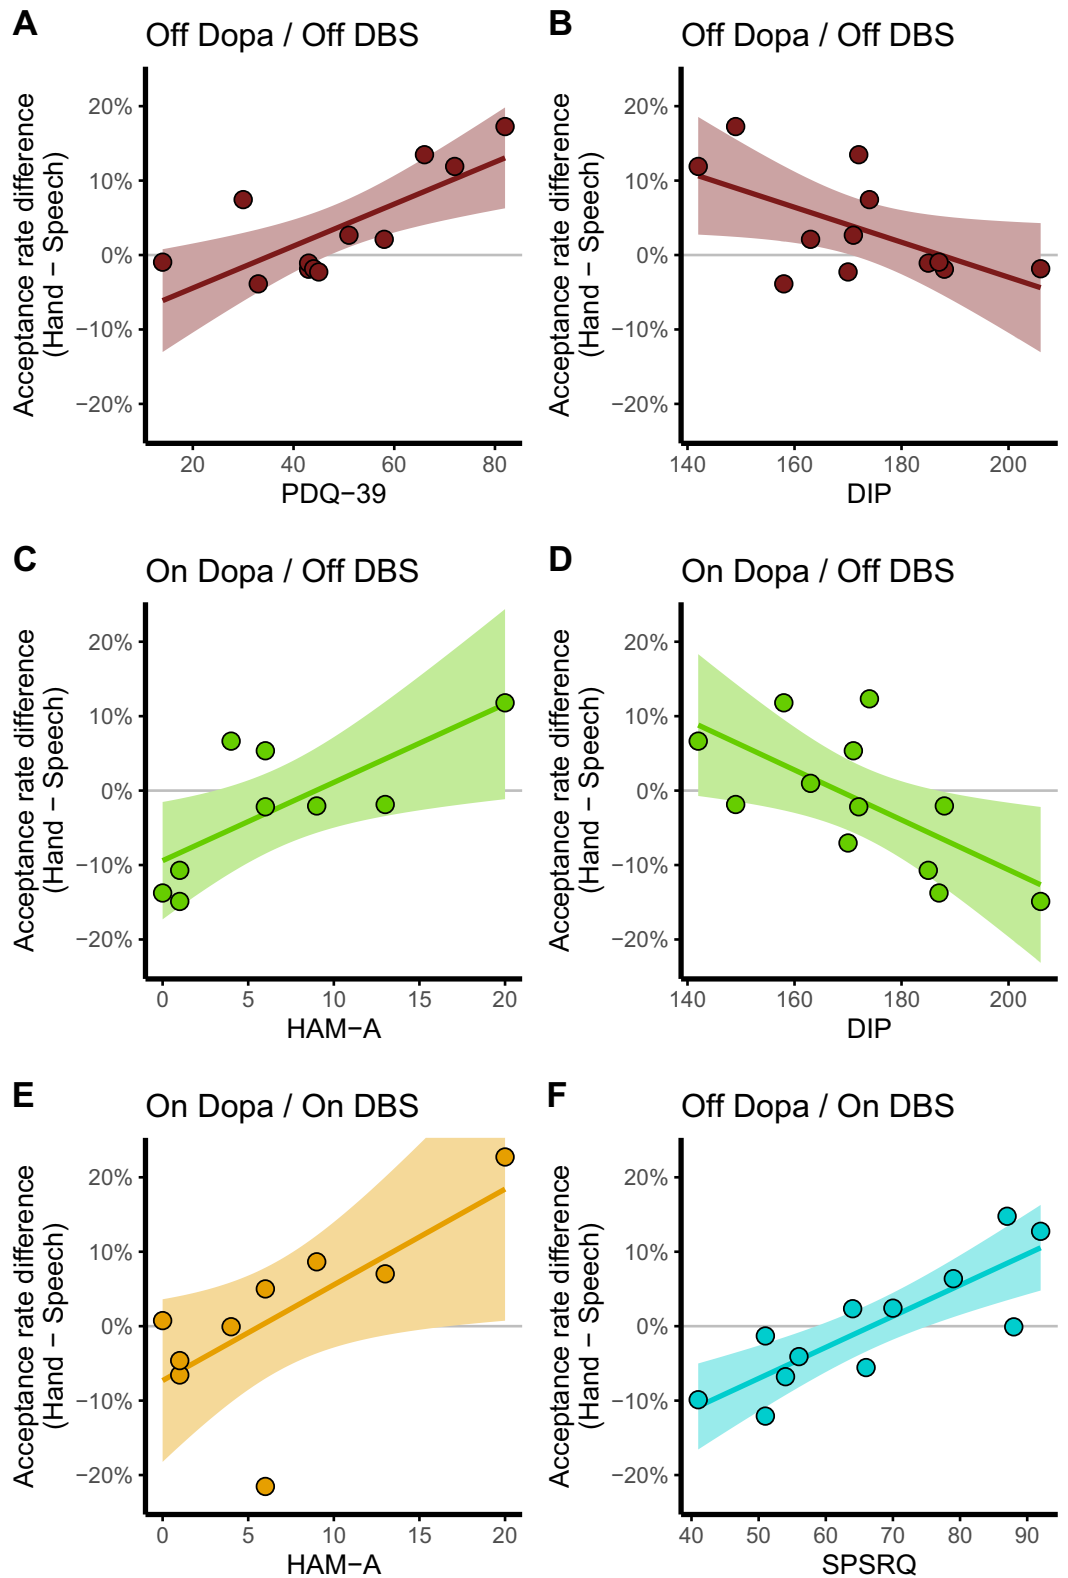 A
Off Dopa / Off DBS
Acceptance rate difference
(Hand − Speech)
20%
10%
0%
−10%
−20%
20 40 60 80
PDQ−39
B
Off Dopa / Off DBS
Acceptance rate difference
(Hand − Speech)
20%
10%
0%
−10%
−20%
140 160 180 200
DIP
C
On Dopa / Off DBS
Acceptance rate difference
(Hand − Speech)
20%
10%
0%
−10%
−20%
0 5 10 15 20
HAM−A
D
On Dopa / Off DBS
Acceptance rate difference
(Hand − Speech)
20%
10%
0%
−10%
−20%
140 160 180 200
DIP
E
On Dopa / On DBS
Acceptance rate difference
(Hand − Speech)
20%
10%
0%
−10%
−20%
0 5 10 15 20
HAM−A
F
Off Dopa / On DBS
Acceptance rate difference
(Hand − Speech)
20%
10%
0%
−10%
−20%
40 50 60 70 80 90
SPSRQ